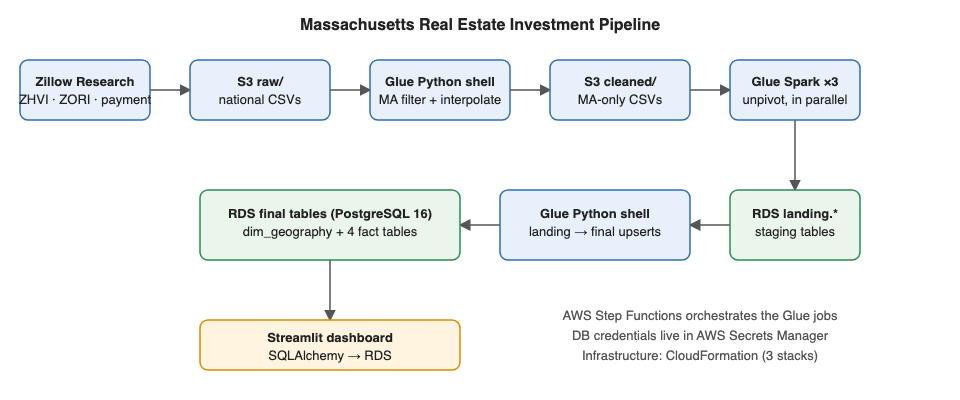 Massachusetts Real Estate Investment Pipeline
Zillow Research
ZHVI · ZORI · payment
S3 raw/
national CSVs
Glue Python shell
MA filter + interpolate
S3 cleaned/
MA-only CSVs
Glue Spark x3
unpivot, in parallel
RDS final tables (PostgreSQL 16)
dim_geography + 4 fact tables
Glue Python shell
landing → final upserts
RDS landing.*
staging tables
Streamlit dashboard
SQLAlchemy → RDS
AWS Step Functions orchestrates the Glue jobs
DB credentials live in AWS Secrets Manager
Infrastructure: CloudFormation (3 stacks)